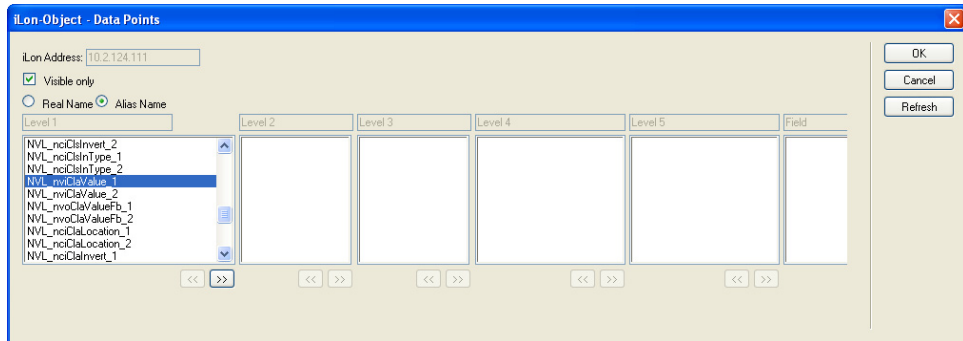 iLon-Object - Data Points
iLon Address: 10.2.124.111
OK
Visible only
Cancel
Real Name Alias Name
Refresh
Level 1 Level 2 Level 3 Level 4 Level 5 Field
NVL_nciClsInvert_2
NVL_nciClsInType_1
NVL_nciClsInType_2
NVL_nviClaValue_1
NVL_nviClaValue_2
NVL_nvoClaValueFb_1
NVL_nvoClaValueFb_2
NVL_nciClaLocation_1
NVL_nciClaLocation_2
NVL_nciClaInvert_1
<< >> << >> << >> << >> << >>